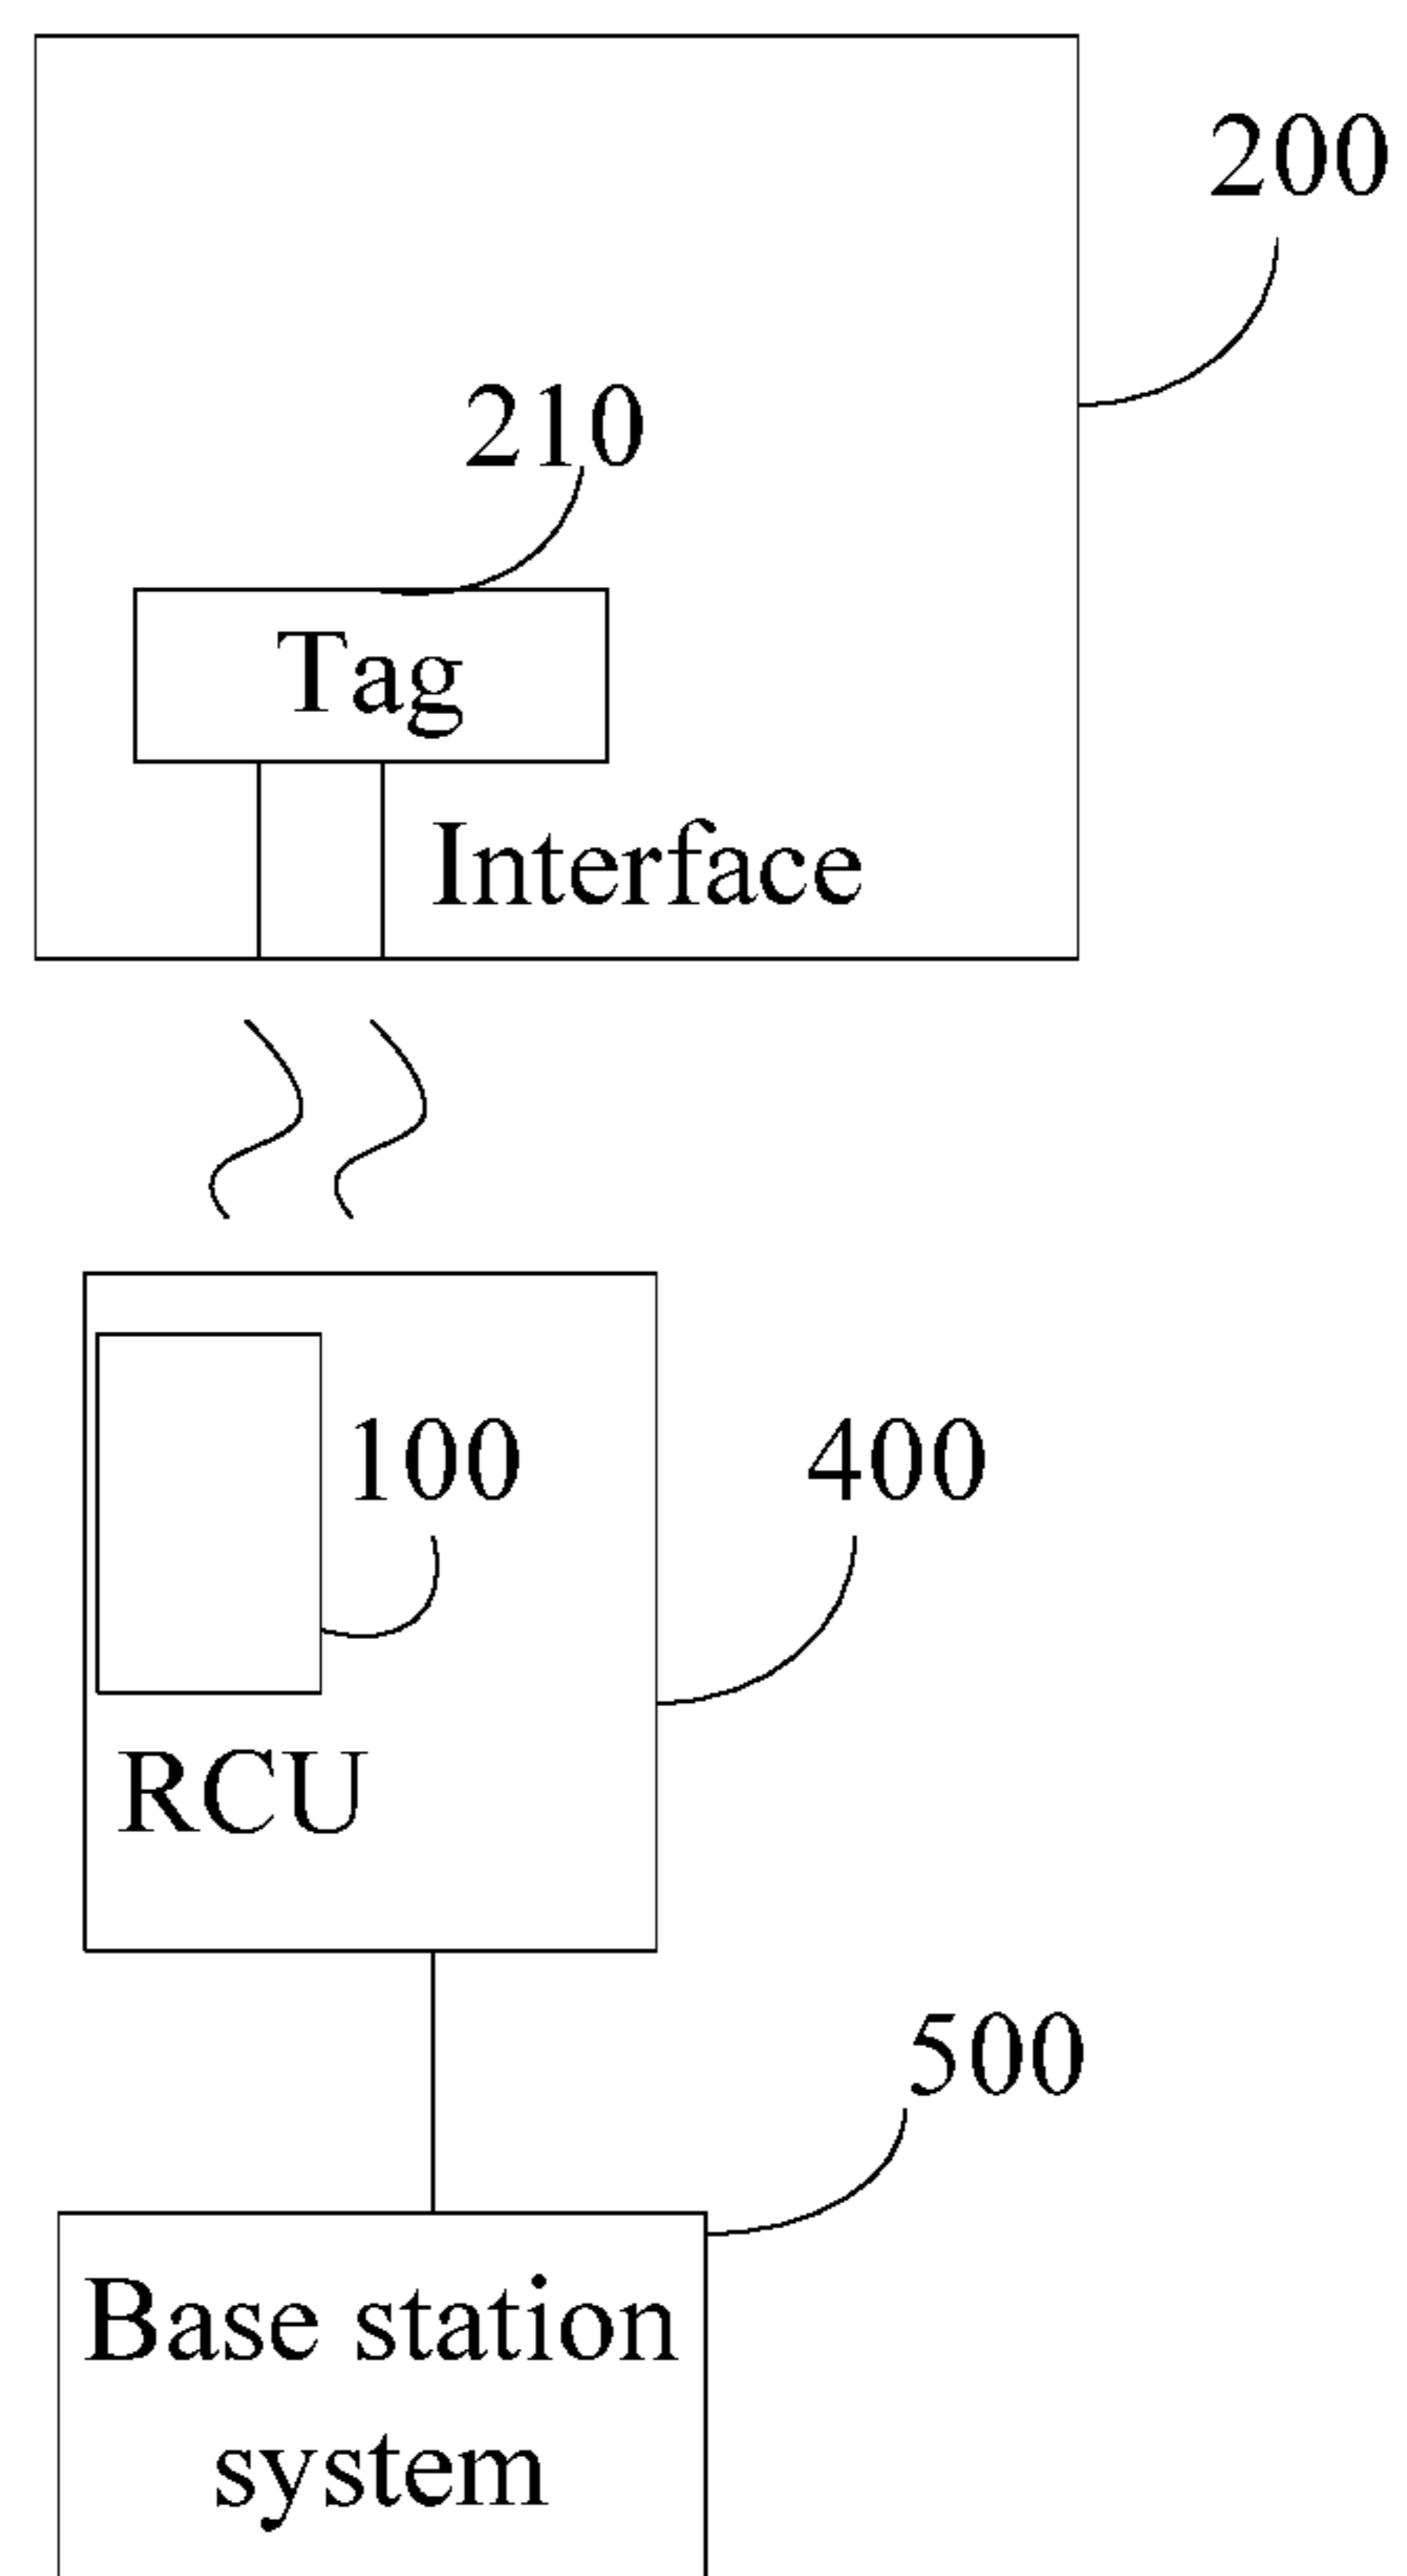 200
210
Tag
Interface
100
400
RCU
500
Base station
system